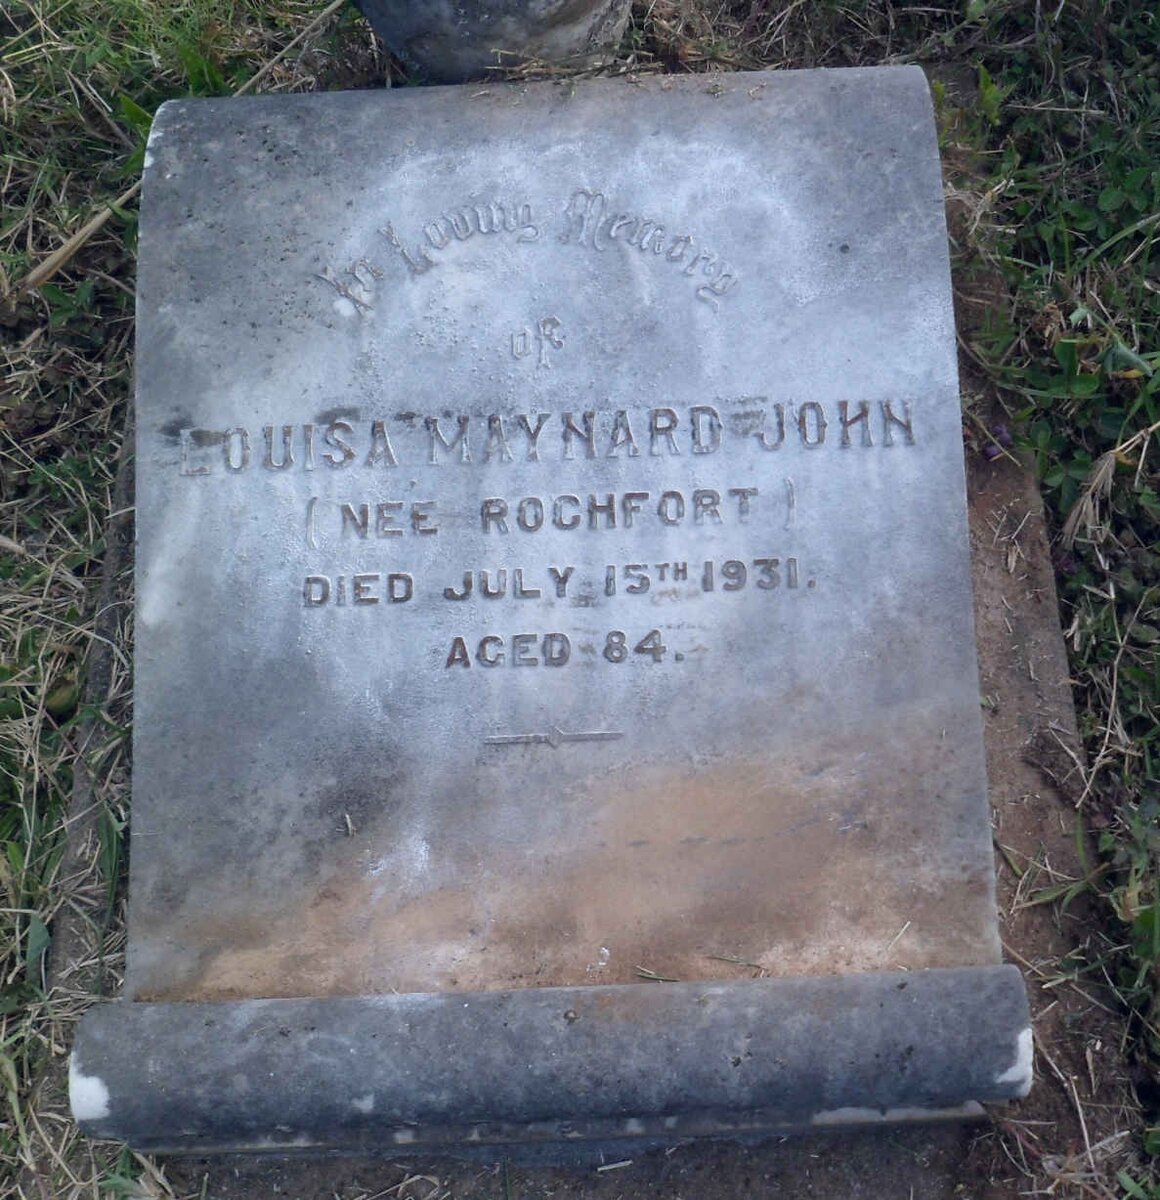 In Loving Memory
of
LOUISA MAYNARD JOHN
(NEE ROCHFORT)
DIED JULY 15TH 1931.
AGED 84.